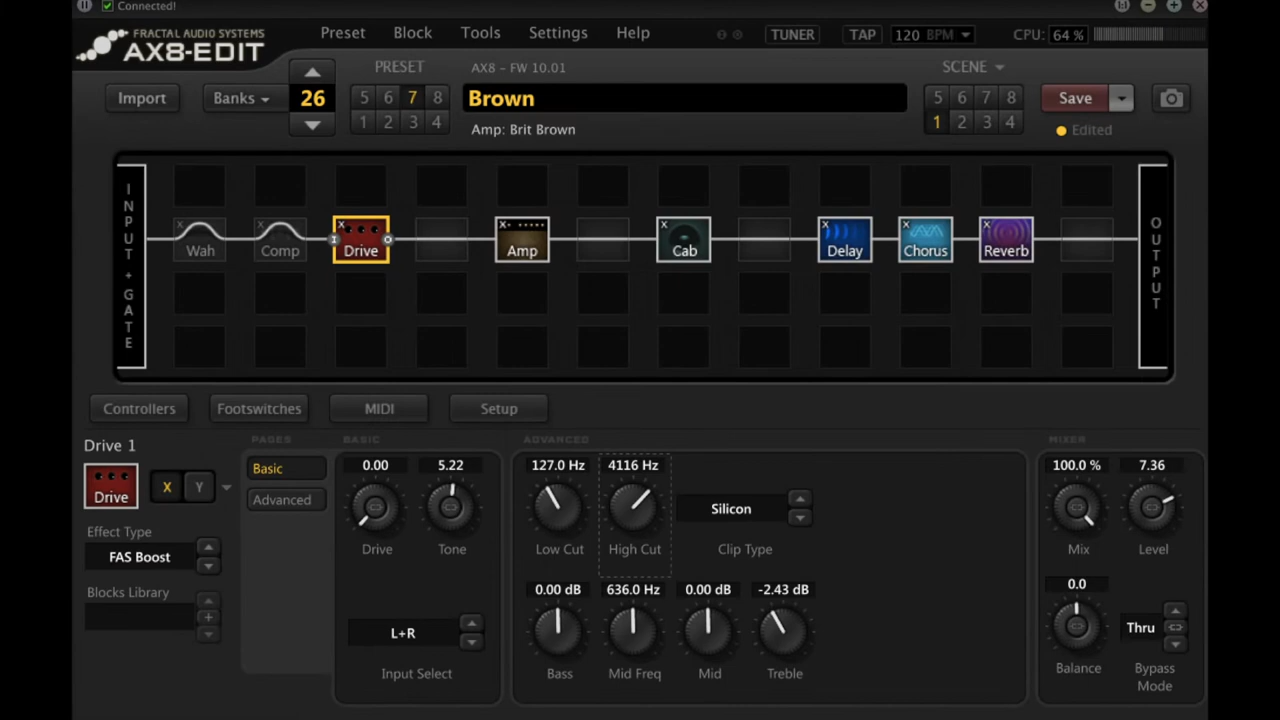 Connected!
FRACTAL AUDIO SYSTEMS
AX8-EDIT
Preset Block Tools Settings Help
TUNER TAP 120 BPM CPU: 64 %
PRESET
AX8 – FW 10.01
SCENE
Import Banks 26
5 6 7 8
1 2 3 4
Brown
Amp: Brit Brown
5 6 7 8
1 2 3 4
Save
Edited
INPUT + GATE
X Wah
X Comp
X Drive
I O
X Amp
X Cab
X Delay
X Chorus
X Reverb
OUTPUT
Controllers Footswitches MIDI Setup
Drive 1
Drive
X Y
Effect Type
FAS Boost
Blocks Library
PAGES
Basic
Advanced
BASIC
0.00 5.22
Drive Tone
L+R
Input Select
ADVANCED
127.0 Hz 4116 Hz
Low Cut High Cut
Silicon
Clip Type
0.00 dB 636.0 Hz 0.00 dB -2.43 dB
Bass Mid Freq Mid Treble
MIXER
100.0 % 7.36
Mix Level
0.0
Thru
Balance
Bypass
Mode